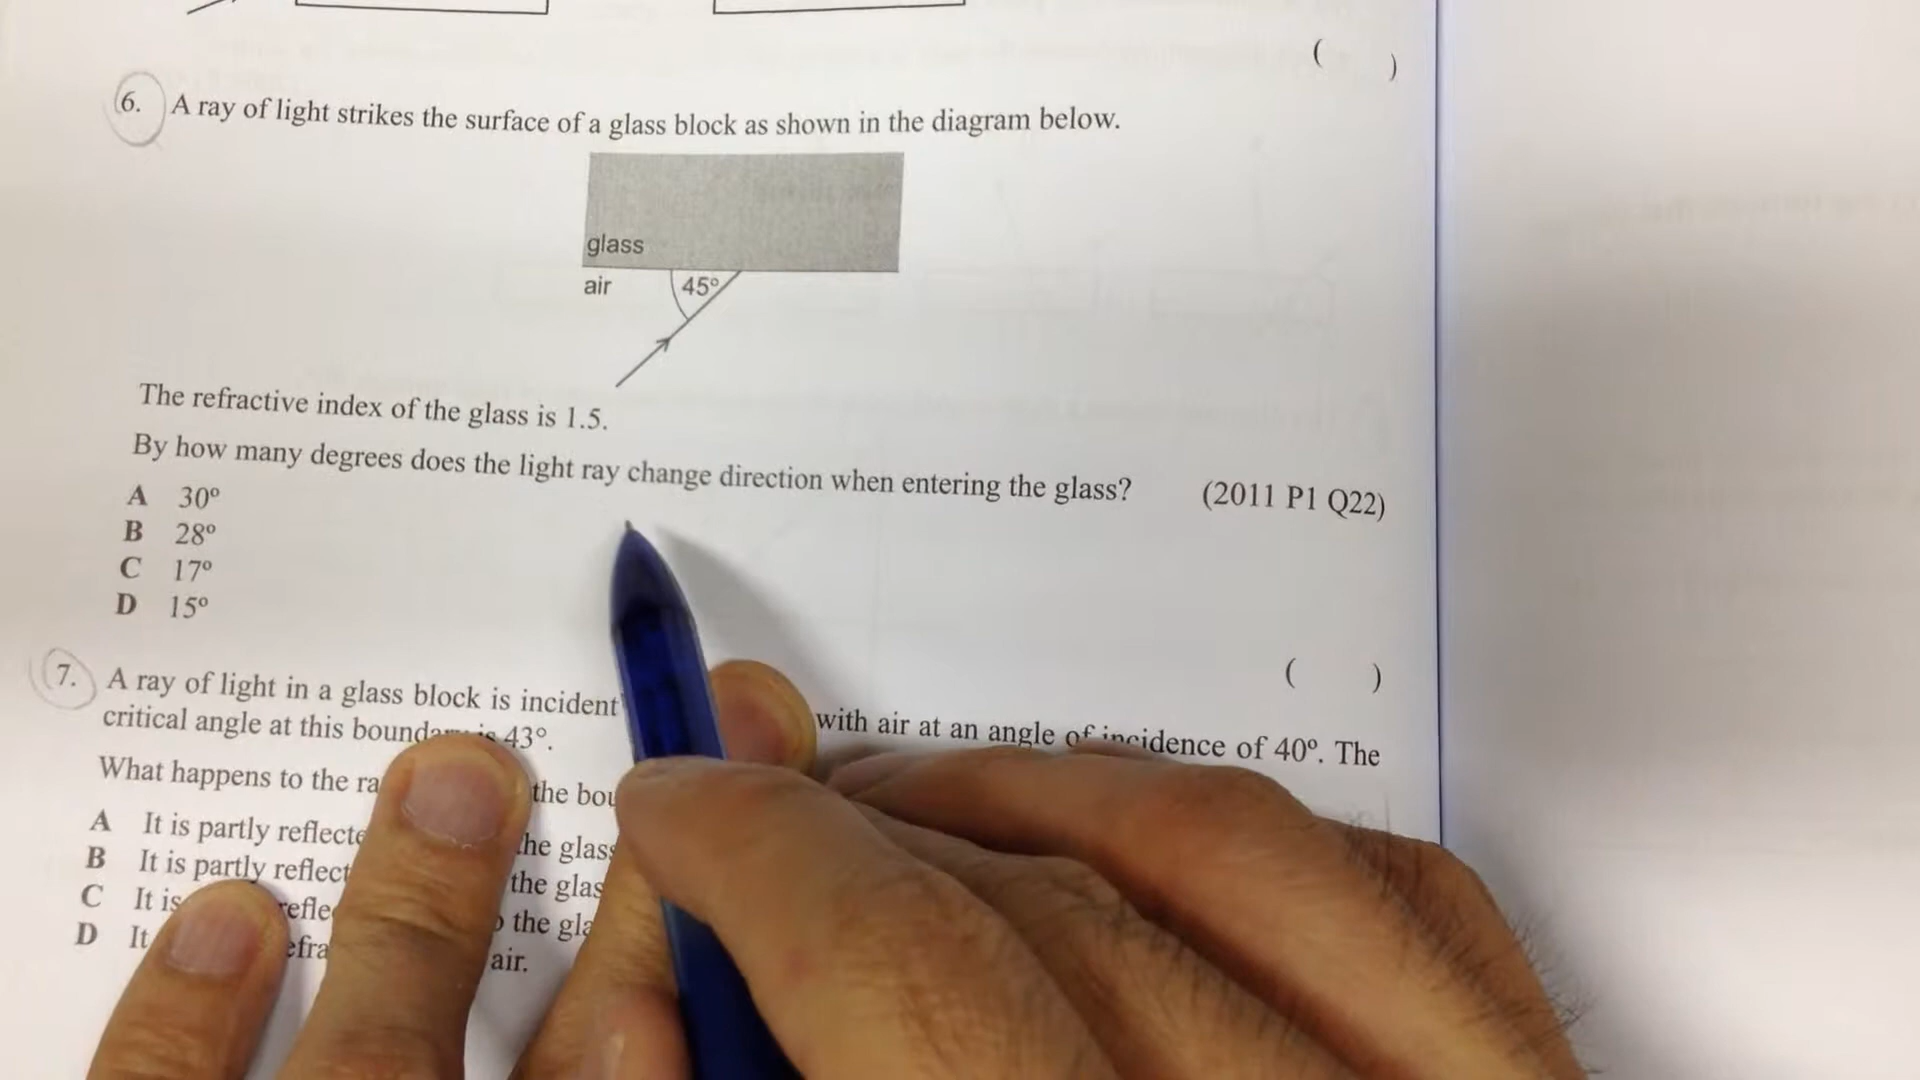 ( )
6. A ray of light strikes the surface of a glass block as shown in the diagram below.
glass
air 45°
The refractive index of the glass is 1.5.
By how many degrees does the light ray change direction when entering the glass? (2011 P1 Q22)
A 30°
B 28°
C 17°
D 15°
( )
7. A ray of light in a glass block is incident with air at an angle of incidence of 40°. The
critical angle at this is 43°.
What happens to the the
A It is partly the
B It is partly the
C It is the
D It air.